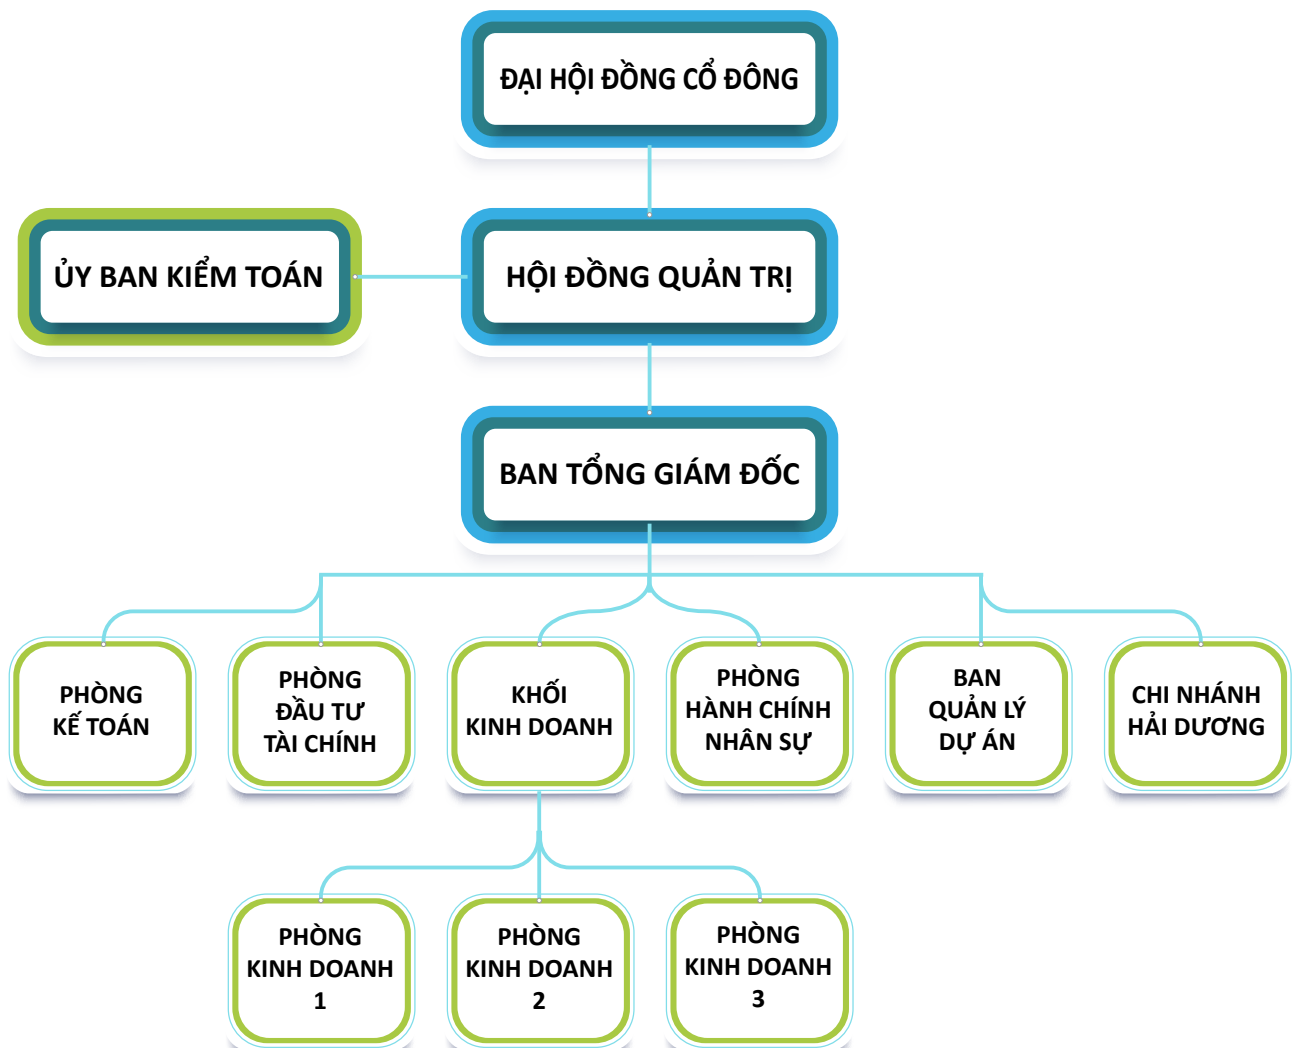 ĐẠI HỘI ĐỒNG CỔ ĐÔNG
ỦY BAN KIỂM TOÁN
HỘI ĐỒNG QUẢN TRỊ
BAN TỔNG GIÁM ĐỐC
PHÒNG
KẾ TOÁN
PHÒNG
ĐẦU TƯ
TÀI CHÍNH
KHỐI
KINH DOANH
PHÒNG
HÀNH CHÍNH
NHÂN SỰ
BAN
QUẢN LÝ
DỰ ÁN
CHI NHÁNH
HẢI DƯƠNG
PHÒNG
KINH DOANH
1
PHÒNG
KINH DOANH
2
PHÒNG
KINH DOANH
3